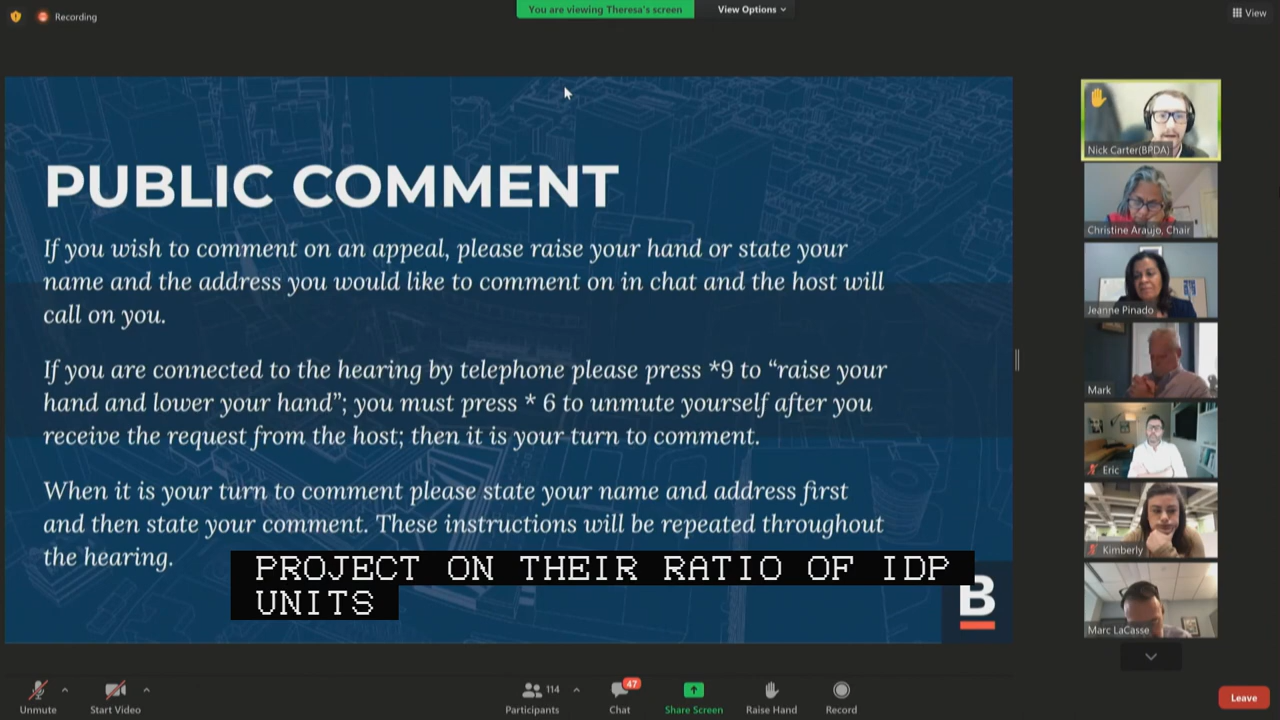 Recording
You are viewing Theresa's screen
View Options
View
PUBLIC COMMENT
If you wish to comment on an appeal, please raise your hand or state your
name and the address you would like to comment on in chat and the host will
call on you.
If you are connected to the hearing by telephone please press *9 to “raise your
hand and lower your hand”; you must press * 6 to unmute yourself after you
receive the request from the host; then it is your turn to comment.
When it is your turn to comment please state your name and address first
and then state your comment. These instructions will be repeated throughout
the hearing.
PROJECT ON THEIR RATIO OF IDP
UNITS
B
Nick Carter(BPDA)
Christine Araujo, Chair
Jeanne Pinado
Mark
Eric
Kimberly
Marc LaCasse
Unmute
Start Video
114
Participants
47
Chat
Share Screen
Raise Hand
Record
Leave